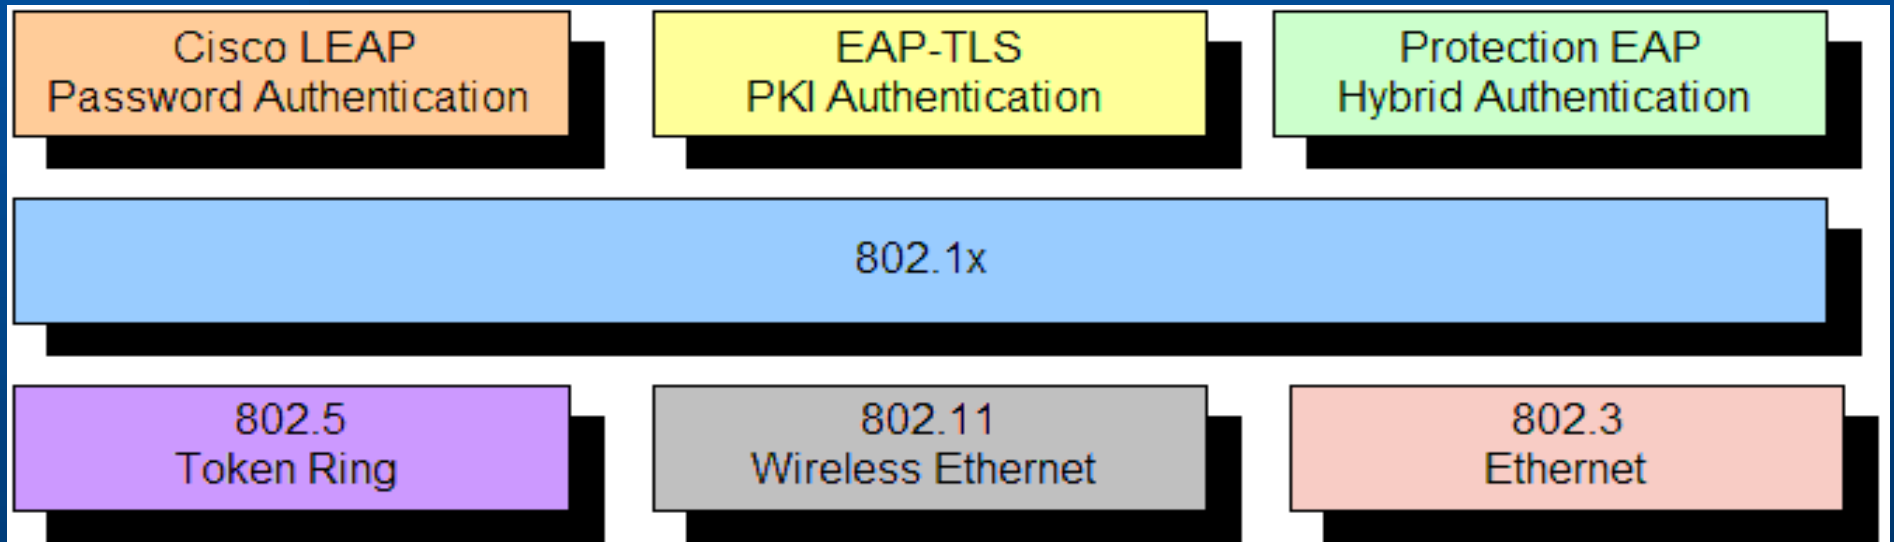 Cisco LEAP
Password Authentication
EAP-TLS
PKI Authentication
Protection EAP
Hybrid Authentication
802.1x
802.5
Token Ring
802.11
Wireless Ethernet
802.3
Ethernet